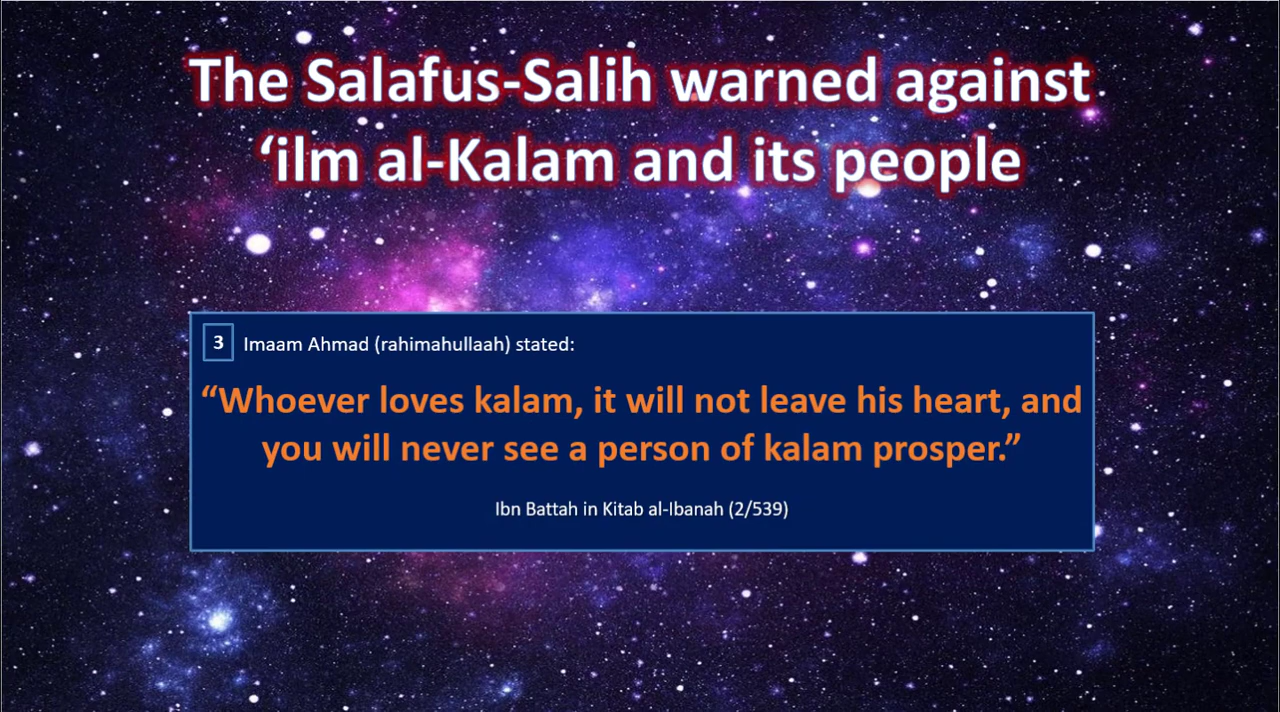 The Salafus-Salih warned against
‘ilm al-Kalam and its people
3 Imaam Ahmad (rahimahullaah) stated:
“Whoever loves kalam, it will not leave his heart, and
you will never see a person of kalam prosper.”
Ibn Battah in Kitab al-Ibanah (2/539)